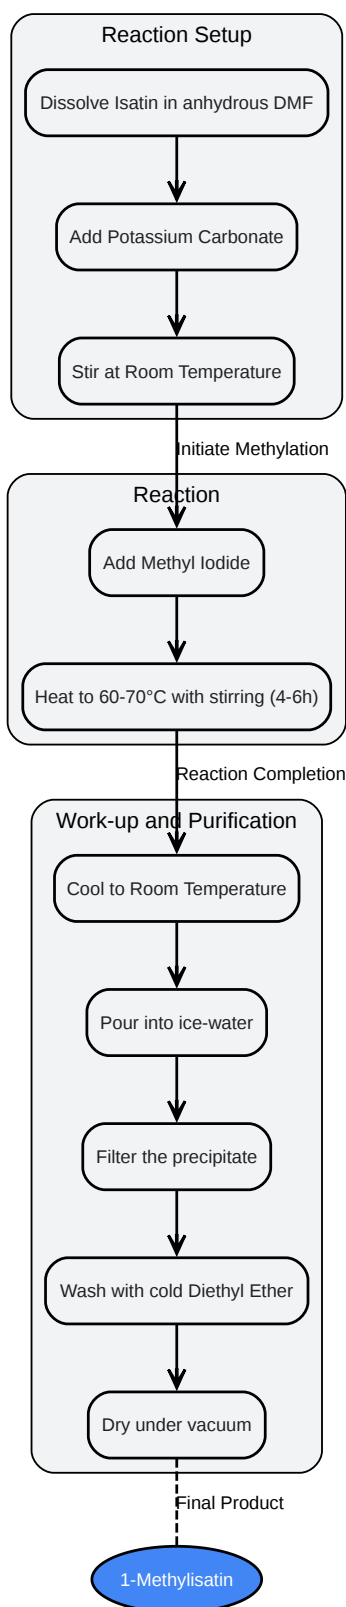 Reaction Setup
Dissolve Isatin in anhydrous DMF
Add Potassium Carbonate
Stir at Room Temperature
Initiate Methylation
Reaction
Add Methyl Iodide
Heat to 60-70°C with stirring (4-6h)
Reaction Completion
Work-up and Purification
Cool to Room Temperature
Pour into ice-water
Filter the precipitate
Wash with cold Diethyl Ether
Dry under vacuum
Final Product
1-Methylisatin